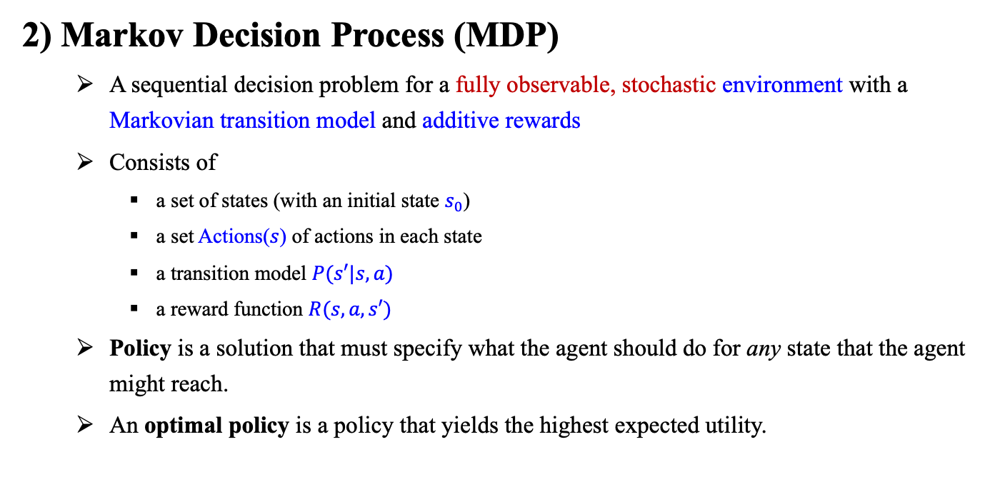 2) Markov Decision Process (MDP)
➢ A sequential decision problem for a fully observable, stochastic environment with a
Markovian transition model and additive rewards
➢ Consists of
▪ a set of states (with an initial state s₀)
▪ a set Actions(s) of actions in each state
▪ a transition model P(s′|s, a)
▪ a reward function R(s, a, s′)
➢ Policy is a solution that must specify what the agent should do for any state that the agent
might reach.
➢ An optimal policy is a policy that yields the highest expected utility.